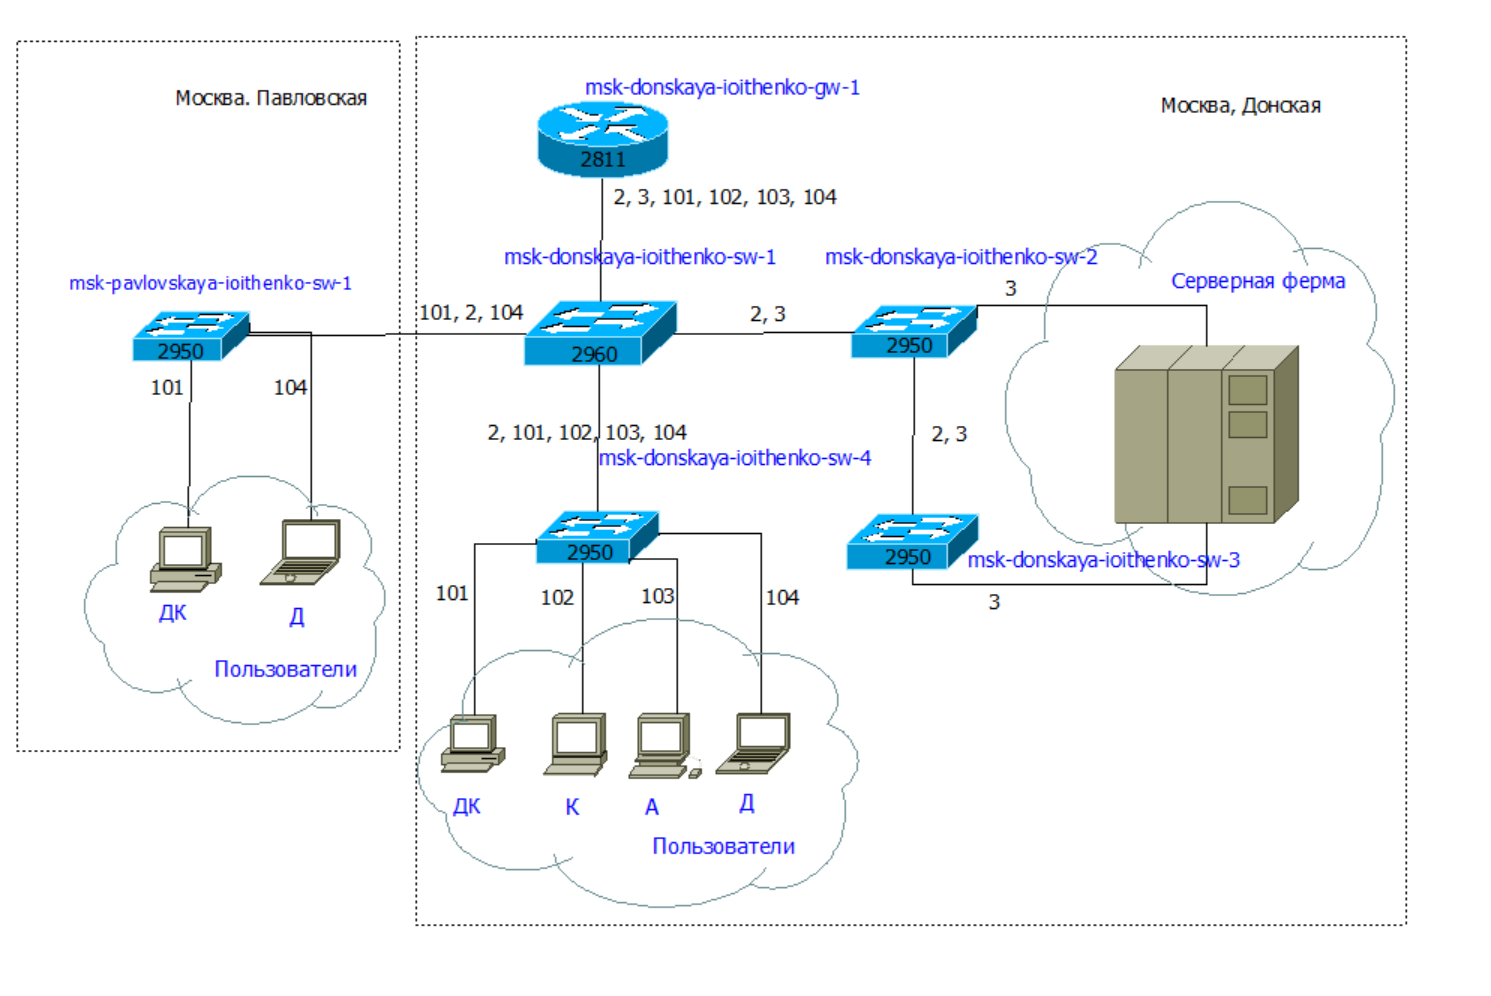 Москва. Павловская
msk-donskaya-ioithenko-gw-1
Москва, Донская
2811
2, 3, 101, 102, 103, 104
msk-donskaya-ioithenko-sw-1
msk-donskaya-ioithenko-sw-2
msk-pavlovskaya-ioithenko-sw-1
Серверная ферма
3
101, 2, 104
2, 3
2950
2960
2950
101
104
2, 101, 102, 103, 104
2, 3
msk-donskaya-ioithenko-sw-4
2950
2950
msk-donskaya-ioithenko-sw-3
101
102
103
104
3
ДК
Д
Пользователи
ДК
К
А
Д
Пользователи